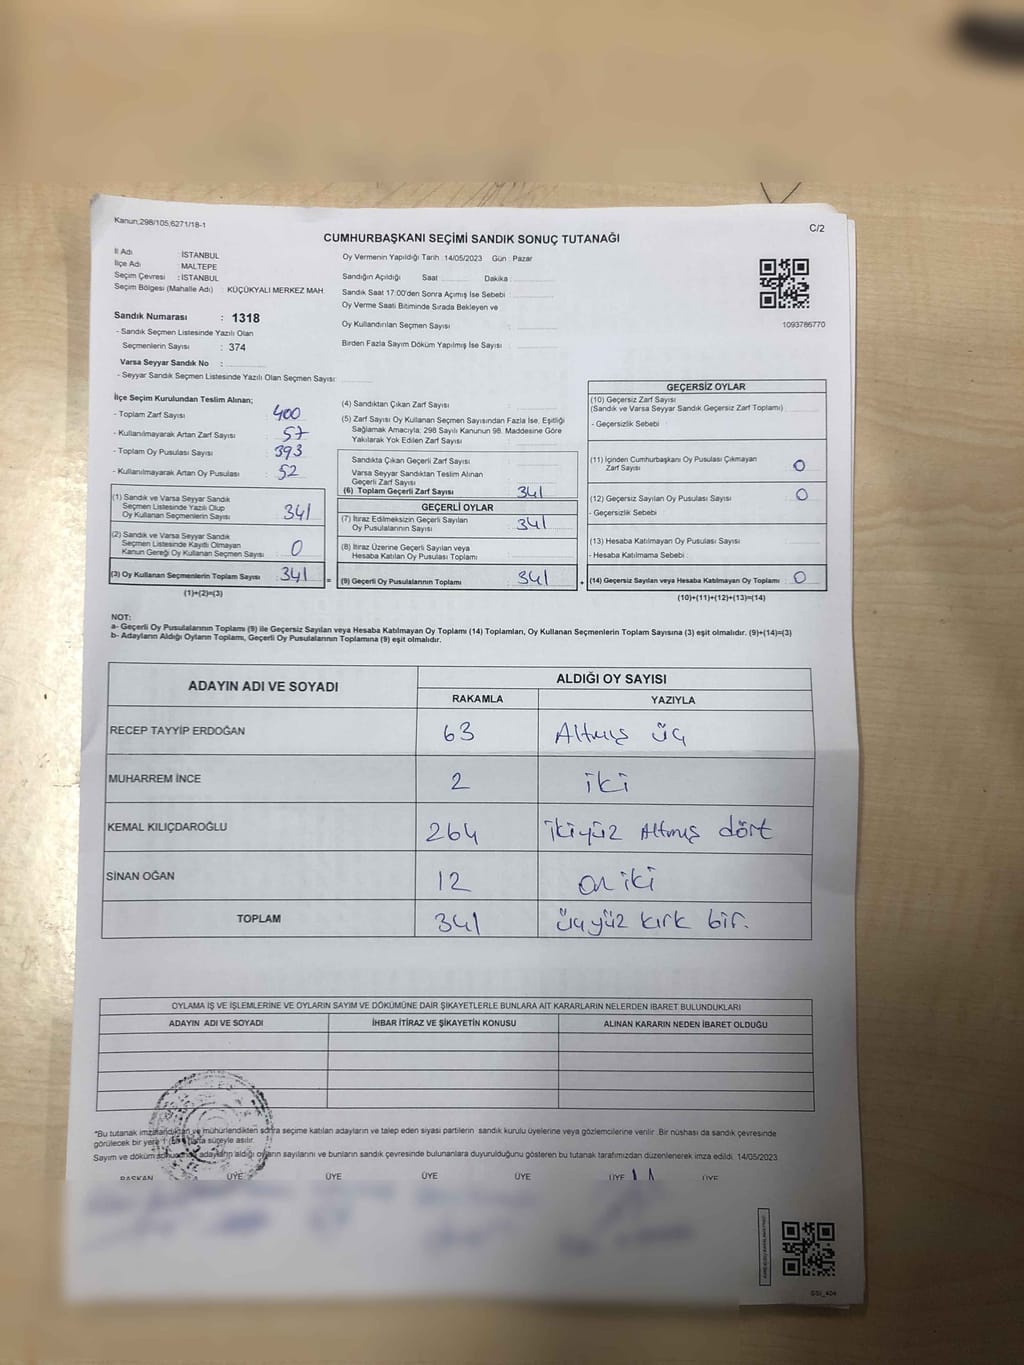 Kanun,298/105,6271/18-1
C/2
CUMHURBAŞKANI SEÇİMİ SANDIK SONUÇ TUTANAĞI
İl Adı : İSTANBUL
İlçe Adı : MALTEPE
Seçim Çevresi : İSTANBUL
Seçim Bölgesi (Mahalle Adı) : KÜÇÜKYALI MERKEZ MAH.
Sandık Numarası : 1318
- Sandık Seçmen Listesinde Yazılı Olan
Seçmenlerin Sayısı : 374
Varsa Seyyar Sandık No :
- Seyyar Sandık Seçmen Listesinde Yazılı Olan Seçmen Sayısı:
Oy Vermenin Yapıldığı Tarih :14/05/2023 Gün : Pazar
Sandığın Açıldığı Saat Dakika
Sandık Saat 17:00'den Sonra Açımış İse Sebebi :
Oy Verme Saati Bitiminde Sırada Bekleyen ve
Oy Kullandırılan Seçmen Sayısı :
Birden Fazla Sayım Döküm Yapılmış İse Sayısı :
1093786770
İlçe Seçim Kurulundan Teslim Alınan;
- Toplam Zarf Sayısı : 400
- Kullanılmayarak Artan Zarf Sayısı : 57
- Toplam Oy Pusulası Sayısı : 393
- Kullanılmayarak Artan Oy Pusulası : 52
(1) Sandık ve Varsa Seyyar Sandık
Seçmen Listesinde Yazılı Olup
Oy Kullanan Seçmenlerin Sayısı : 341
(2) Sandık ve Varsa Seyyar Sandık
Seçmen Listesinde Kayıtlı Olmayan
Kanun Gereği Oy Kullanan Seçmen Sayısı : 0
(3) Oy Kullanan Seçmenlerin Toplam Sayısı : 341
(1)+(2)=(3)
(4) Sandıktan Çıkan Zarf Sayısı :
(5) Zarf Sayısı Oy Kullanan Seçmen Sayısından Fazla İse, Eşitliği
Sağlamak Amacıyla; 298 Sayılı Kanunun 98. Maddesine Göre
Yakılarak Yok Edilen Zarf Sayısı :
Sandıkta Çıkan Geçerli Zarf Sayısı :
Varsa Seyyar Sandıktan Teslim Alınan
Geçerli Zarf Sayısı :
(6) Toplam Geçerli Zarf Sayısı : 341
GEÇERLİ OYLAR
(7) İtiraz Edilmeksizin Geçerli Sayılan
Oy Pusulalarının Sayısı : 341
(8) İtiraz Üzerine Geçerli Sayılan veya
Hesaba Katılan Oy Pusulası Toplamı :
= (9) Geçerli Oy Pusulalarının Toplamı : 341
GEÇERSİZ OYLAR
(10) Geçersiz Zarf Sayısı
(Sandık ve Varsa Seyyar Sandık Geçersiz Zarf Toplamı) :
- Geçersizlik Sebebi :
(11) İçinden Cumhurbaşkanı Oy Pusulası Çıkmayan
Zarf Sayısı : 0
(12) Geçersiz Sayılan Oy Pusulası Sayısı : 0
- Geçersizlik Sebebi :
(13) Hesaba Katılmayan Oy Pusulası Sayısı :
- Hesaba Katılmama Sebebi :
+ (14) Geçersiz Sayılan veya Hesaba Katılmayan Oy Toplamı : 0
(10)+(11)+(12)+(13)=(14)
NOT:
a- Geçerli Oy Pusulalarının Toplamı (9) ile Geçersiz Sayılan veya Hesaba Katılmayan Oy Toplamı (14) Toplamları, Oy Kullanan Seçmenlerin Toplam Sayısına (3) eşit olmalıdır. (9)+(14)=(3)
b- Adayların Aldığı Oyların Toplamı, Geçerli Oy Pusulalarının Toplamına (9) eşit olmalıdır.
ADAYIN ADI VE SOYADI
ALDIĞI OY SAYISI
RAKAMLA YAZIYLA
RECEP TAYYİP ERDOĞAN 63 Altmış üç
MUHARREM İNCE 2 iki
KEMAL KILIÇDAROĞLU 264 ikiyüz Altmış dört
SİNAN OĞAN 12 on iki
TOPLAM 341 üçyüz kırk bir.
OYLAMA İŞ VE İŞLEMLERİNE VE OYLARIN SAYIM VE DÖKÜMÜNE DAİR ŞİKAYETLERLE BUNLARA AİT KARARLARIN NELERDEN İBARET BULUNDUKLARI
ADAYIN ADI VE SOYADI İHBAR İTİRAZ VE ŞİKAYETİN KONUSU ALINAN KARARIN NEDEN İBARET OLDUĞU
*Bu tutanak imzalandıktan ve mühürlendikten sonra seçime katılan adayların ve talep eden siyasi partilerin sandık kurulu üyelerine veya gözlemcilerine verilir. Bir nüshası da sandık çevresinde
görülecek bir yere 1 hafta süreyle asılır.
Sayım ve döküm sonucunda adayların aldığı oyların sayılarını ve bunların sandık çevresinde bulunanlara duyurulduğunu gösteren bu tutanak tarafımızdan düzenlenerek imza edildi. 14/05/2023
BAŞKAN ÜYE ÜYE ÜYE ÜYE ÜYE ÜYE
SSI_404